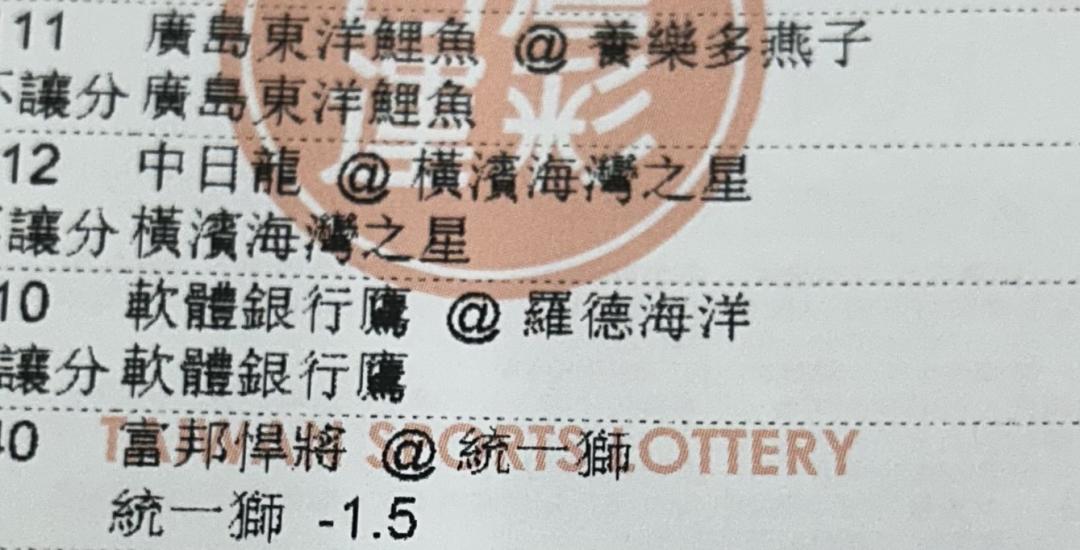 11 廣島東洋鯉魚 @ 養樂多燕子
不讓分 廣島東洋鯉魚
12 中日龍 @ 橫濱海灣之星
讓分 橫濱海灣之星
10 軟體銀行鷹 @ 羅德海洋
讓分 軟體銀行鷹
40 富邦悍將 @ 統一獅
TAIWAN SPORTS LOTTERY
統一獅 -1.5